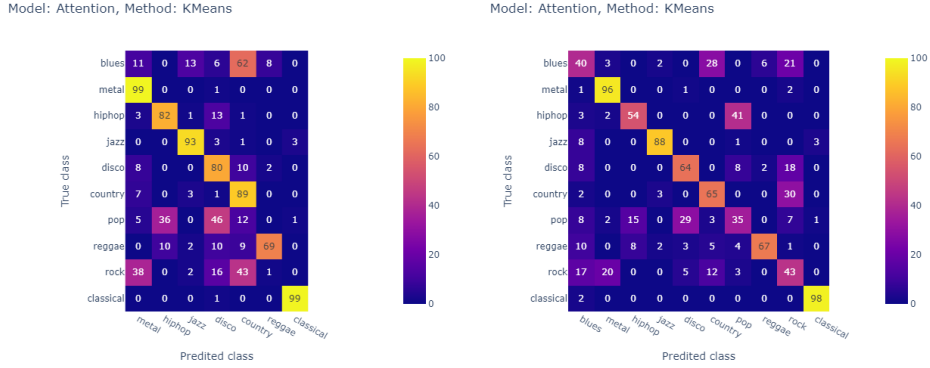 Model: Attention, Method: KMeans
blues 11 0 13 6 62 8 0
metal 99 0 0 1 0 0 0
hiphop 3 82 1 13 1 0 0
jazz 0 0 93 3 1 0 3
disco 8 0 0 80 10 2 0
country 7 0 3 1 89 0 0
pop 5 36 0 46 12 0 1
reggae 0 10 2 10 9 69 0
rock 38 0 2 16 43 1 0
classical 0 0 0 1 0 0 99
metal hiphop jazz disco country reggae classical
True class
Predited class
100
80
60
40
20
0
Model: Attention, Method: KMeans
blues 40 3 0 2 0 28 0 6 21 0
metal 1 96 0 0 1 0 0 0 2 0
hiphop 3 2 54 0 0 0 41 0 0 0
jazz 8 0 0 88 0 0 0 0 0 3
disco 8 0 0 0 64 0 8 2 18 0
country 2 0 0 3 0 65 0 0 30 0
pop 8 2 15 0 29 3 35 0 7 1
reggae 10 0 8 2 3 5 4 67 1 0
rock 17 20 0 0 5 12 3 0 43 0
classical 2 0 0 0 0 0 0 0 0 98
blues metal hiphop jazz disco country pop reggae rock classical
True class
Predited class
100
80
60
40
20
0